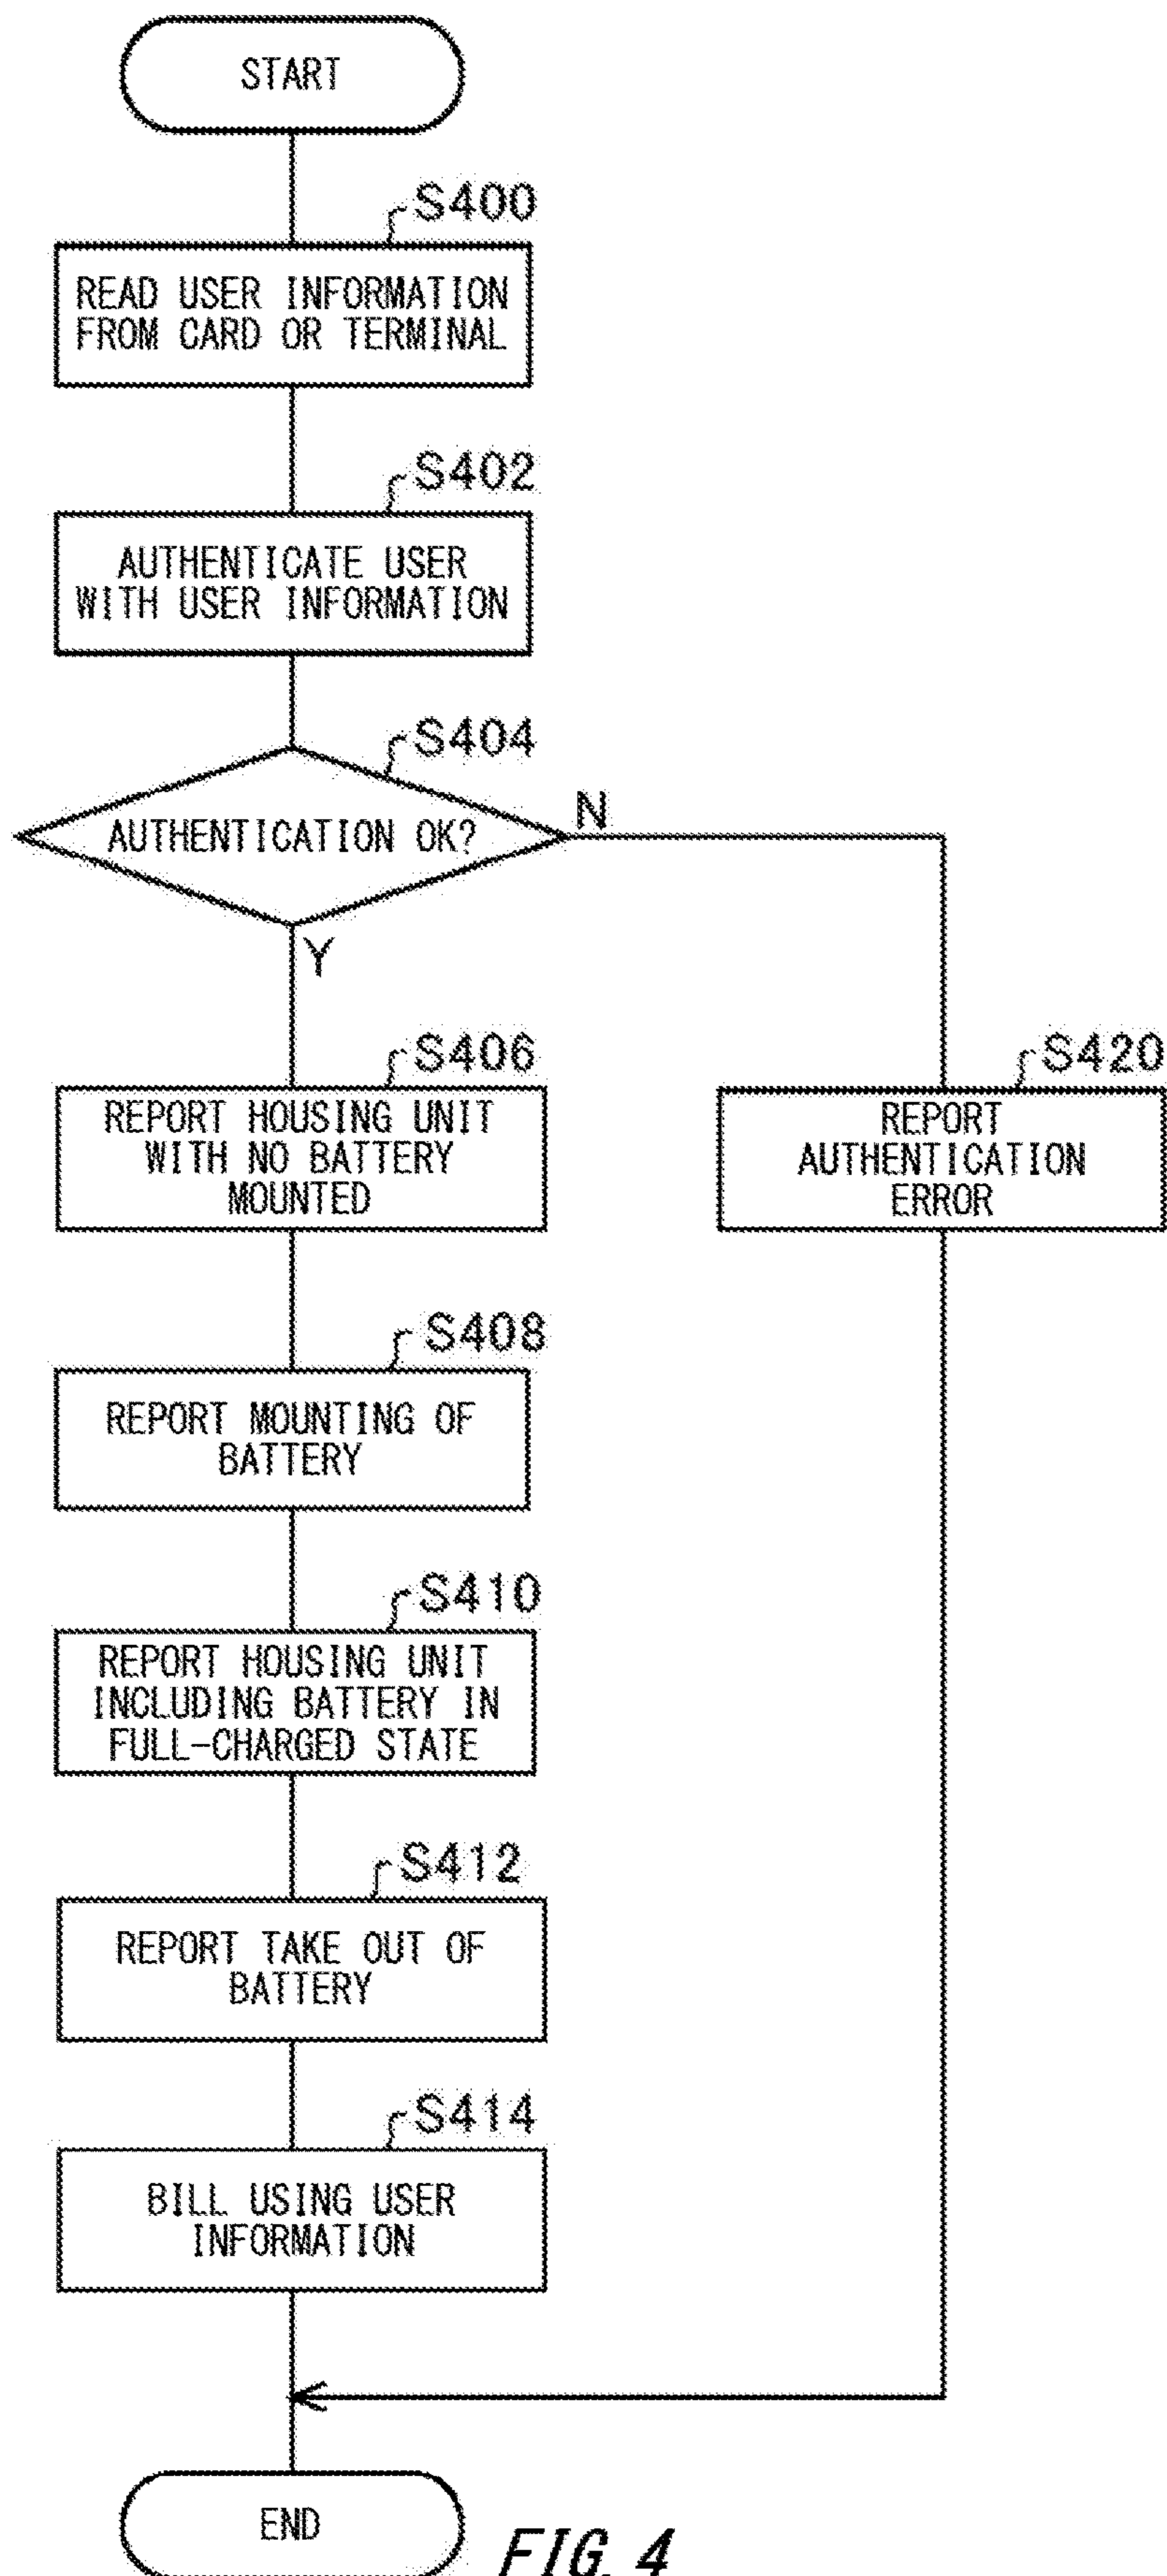 START
S400
READ USER INFORMATION
FROM CARD OR TERMINAL
S402
AUTHENTICATE USER
WITH USER INFORMATION
S404
AUTHENTICATION OK?
N
Y
S406
REPORT HOUSING UNIT
WITH NO BATTERY
MOUNTED
S420
REPORT
AUTHENTICATION
ERROR
S408
REPORT MOUNTING OF
BATTERY
S410
REPORT HOUSING UNIT
INCLUDING BATTERY IN
FULL-CHARGED STATE
S412
REPORT TAKE OUT OF
BATTERY
S414
BILL USING USER
INFORMATION
END
FIG. 4